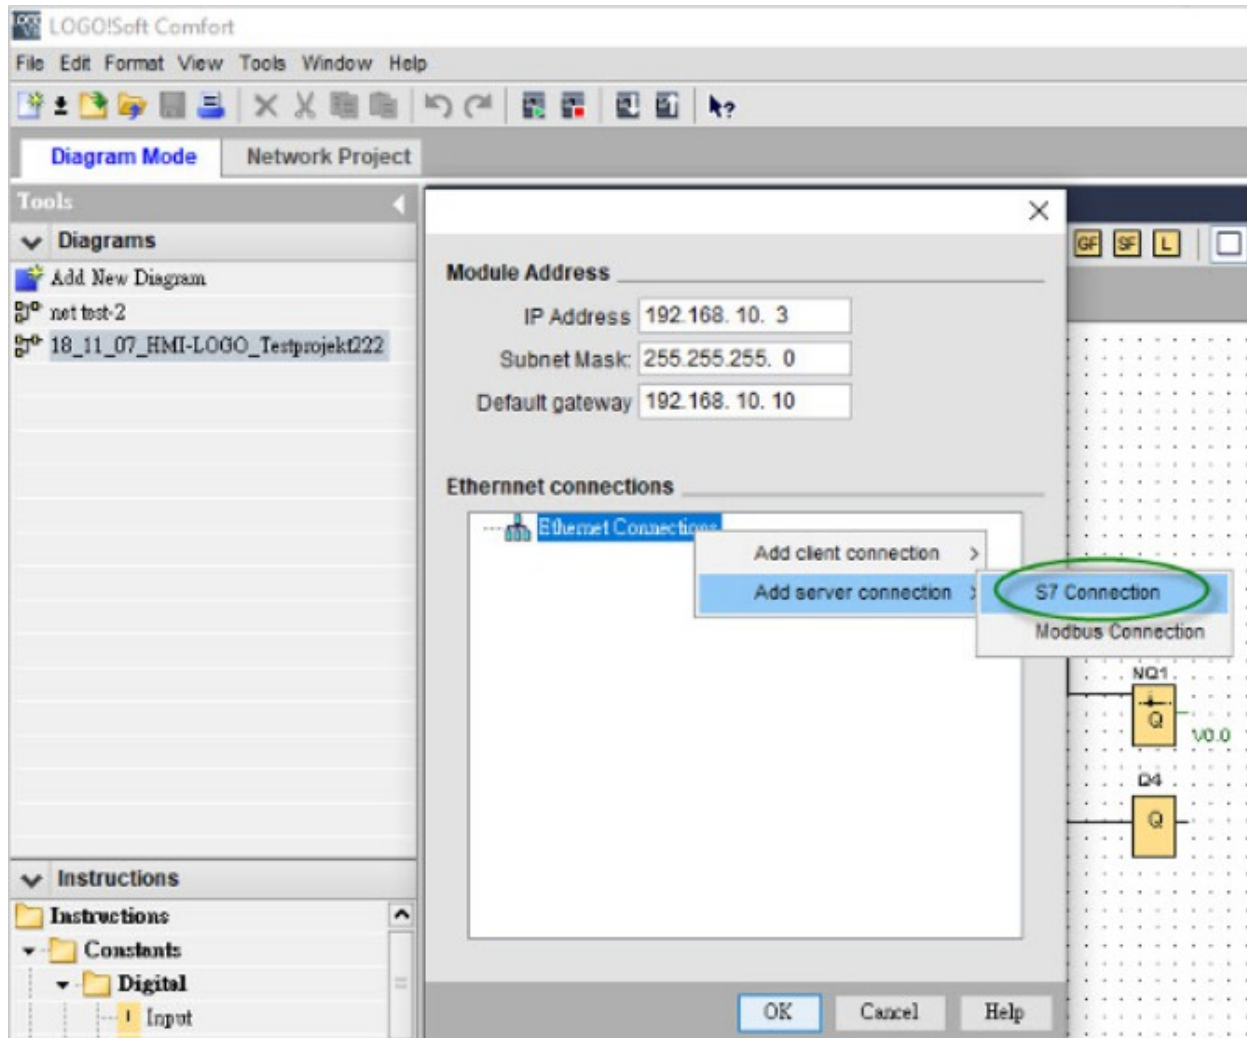 LOGO!Soft Comfort
File Edit Format View Tools Window Help
Diagram Mode Network Project
Tools
Diagrams
Add New Diagram
net test-2
18_11_07_HMI-LOGO_Testprojekt222
GF SF L
Module Address
IP Address 192.168. 10. 3
Subnet Mask: 255.255.255. 0
Default gateway 192.168. 10. 10
Ethernnet connections
Ethernet Connections
Add client connection >
Add server connection >
S7 Connection
Modbus Connection
NQ1
Q
V0.0
Q4
Q
Instructions
Instructions
Constants
Digital
I Input
OK Cancel Help